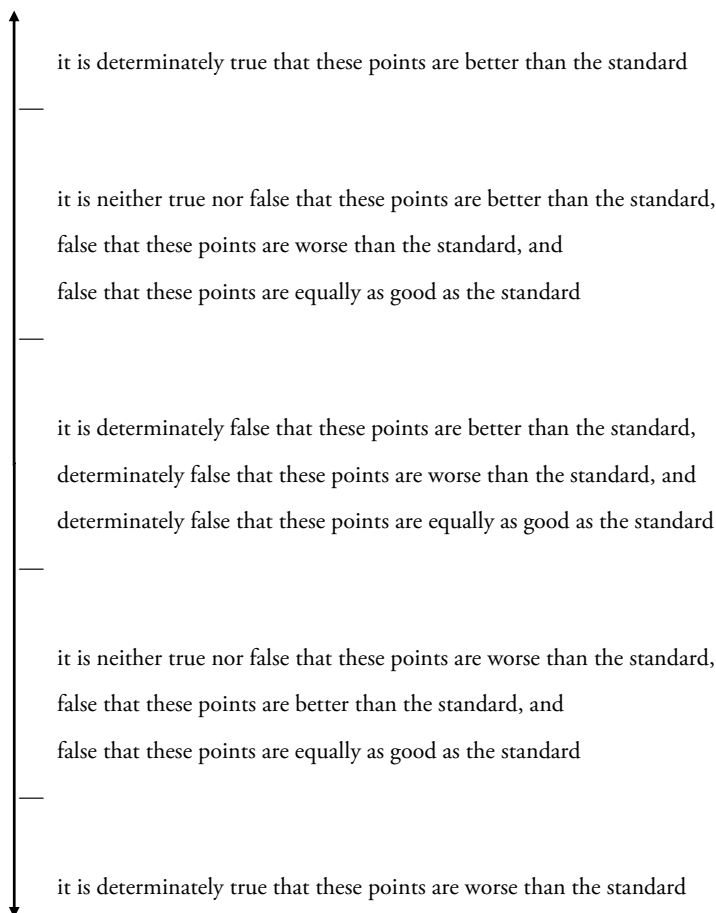 it is determinately true that these points are better than the standard
it is neither true nor false that these points are better than the standard,
false that these points are worse than the standard, and
false that these points are equally as good as the standard
it is determinately false that these points are better than the standard,
determinately false that these points are worse than the standard, and
determinately false that these points are equally as good as the standard
it is neither true nor false that these points are worse than the standard,
false that these points are better than the standard, and
false that these points are equally as good as the standard
it is determinately true that these points are worse than the standard